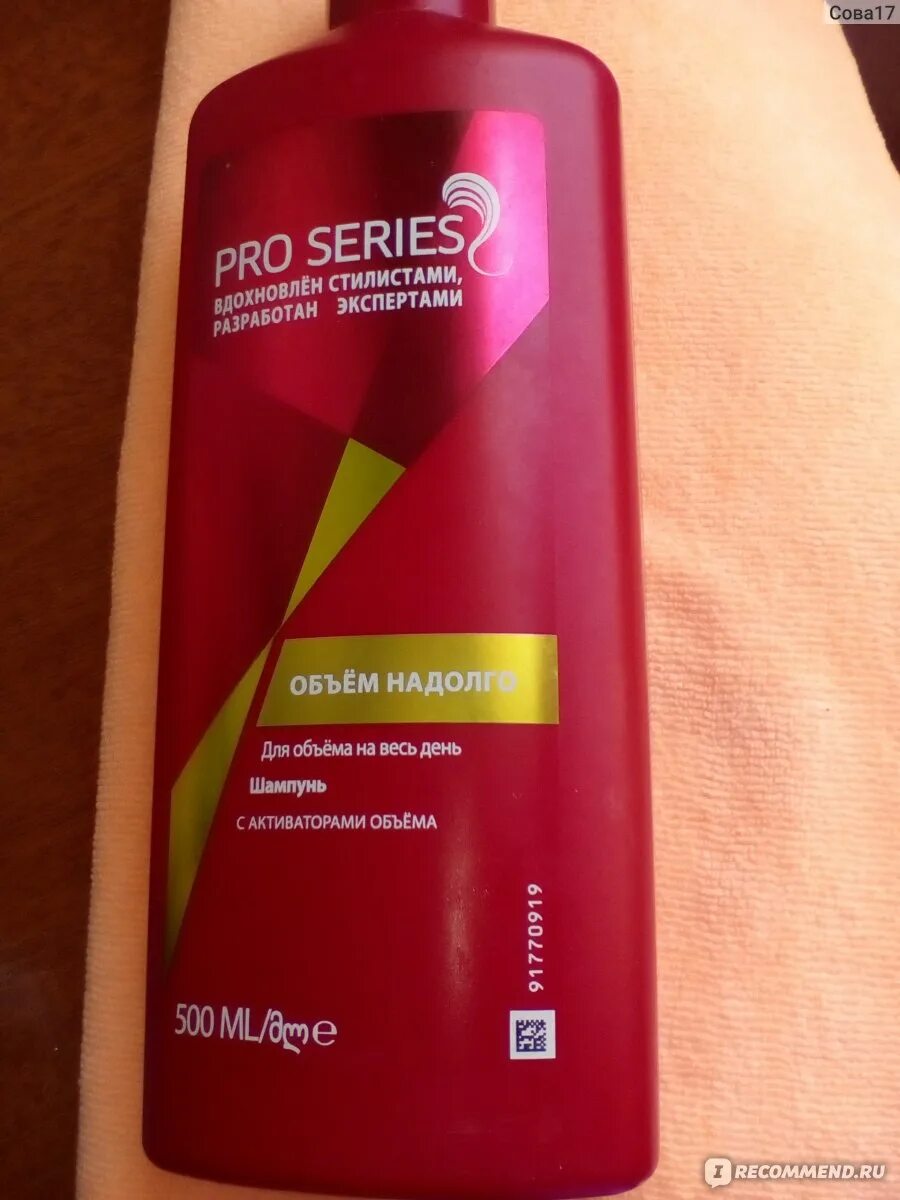 Сова17
PRO SERIES
ВДОХНОВЛЁН СТИЛИСТАМИ,
РАЗРАБОТАН ЭКСПЕРТАМИ
ОБЪЁМ НАДОЛГО
Для объёма на весь день
Шампунь
С АКТИВАТОРАМИ ОБЪЁМА
91770919
500 ML/მლ e
IRECOMMEND.RU